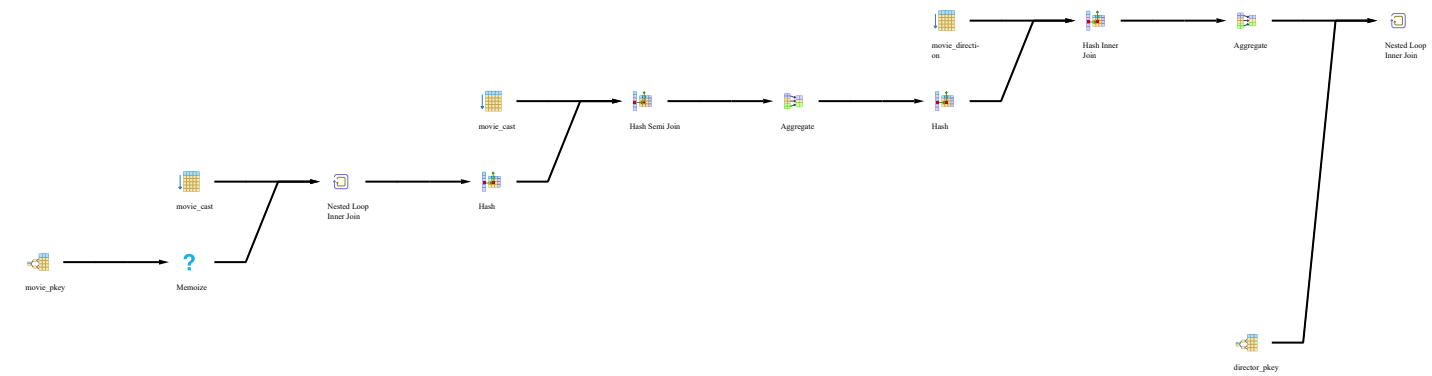 movie_directi-
on
Hash Inner
Join
Aggregate
Nested Loop
Inner Join
movie_cast
Hash Semi Join
Aggregate
Hash
movie_cast
Nested Loop
Inner Join
Hash
movie_pkey
?
Memoize
director_pkey